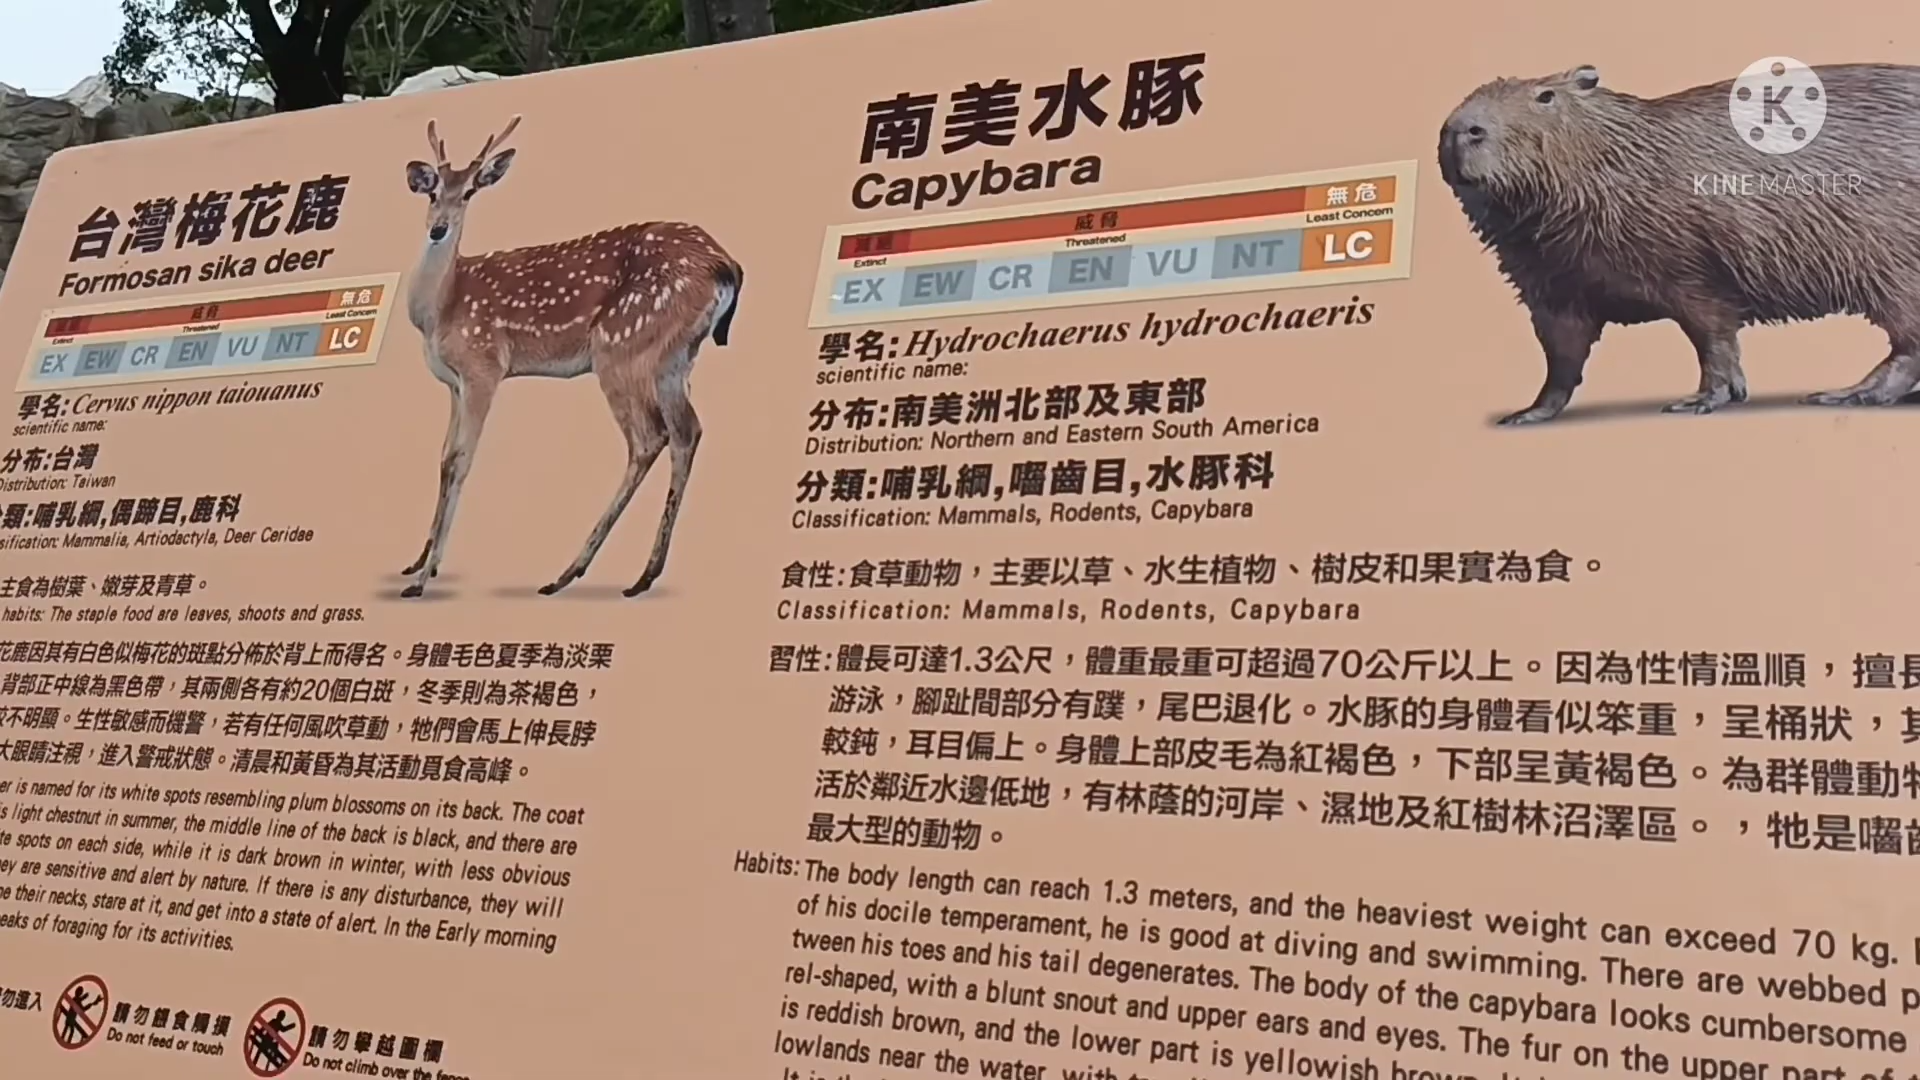 台灣梅花鹿
Formosan sika deer
滅絕 威脅 無危
Extinct Threatened Least Concern
EX EW CR EN VU NT LC
學名:Cervus nippon taiouanus
scientific name:
分布:台灣
Distribution: Taiwan
類:哺乳綱,偶蹄目,鹿科
sification: Mammalia, Artiodactyla, Deer Ceridae
主食為樹葉、嫩芽及青草。
habits: The staple food are leaves, shoots and grass.
花鹿因其有白色似梅花的斑點分佈於背上而得名。身體毛色夏季為淡栗
背部正中線為黑色帶,其兩側各有約20個白斑,冬季則為茶褐色,
不明顯。生性敏感而機警,若有任何風吹草動,牠們會馬上伸長脖
大眼睛注視,進入警戒狀態。清晨和黃昏為其活動覓食高峰。
er is named for its white spots resembling plum blossoms on its back. The coat
is light chestnut in summer, the middle line of the back is black, and there are
te spots on each side, while it is dark brown in winter, with less obvious
ey are sensitive and alert by nature. If there is any disturbance, they will
their necks, stare at it, and get into a state of alert. In the Early morning
eaks of foraging for its activities.
勿進入
請勿餵食觸摸
Do not feed or touch
請勿攀越圍欄
Do not climb over the fence
南美水豚
Capybara
滅絕 威脅 無危
Extinct Threatened Least Concern
EX EW CR EN VU NT LC
學名:Hydrochaerus hydrochaeris
scientific name:
分布:南美洲北部及東部
Distribution: Northern and Eastern South America
分類:哺乳綱,囓齒目,水豚科
Classification: Mammals, Rodents, Capybara
食性:食草動物,主要以草、水生植物、樹皮和果實為食。
Classification: Mammals, Rodents, Capybara
習性:體長可達1.3公尺,體重最重可超過70公斤以上。因為性情溫順,擅長
游泳,腳趾間部分有蹼,尾巴退化。水豚的身體看似笨重,呈桶狀,其
較鈍,耳目偏上。身體上部皮毛為紅褐色,下部呈黃褐色。為群體動物
活於鄰近水邊低地,有林蔭的河岸、濕地及紅樹林沼澤區。,牠是囓齒
最大型的動物。
Habits: The body length can reach 1.3 meters, and the heaviest weight can exceed 70 kg.
of his docile temperament, he is good at diving and swimming. There are webbed p
tween his toes and his tail degenerates. The body of the capybara looks cumbersome
rel-shaped, with a blunt snout and upper ears and eyes. The fur on the upper part of
is reddish brown, and the lower part is yellowish brown.
lowlands near the water, with
K
KINEMASTER